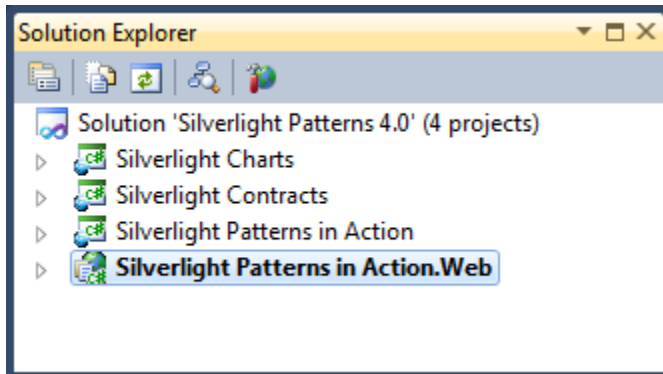 Solution Explorer
Solution 'Silverlight Patterns 4.0' (4 projects)
Silverlight Charts
Silverlight Contracts
Silverlight Patterns in Action
Silverlight Patterns in Action.Web